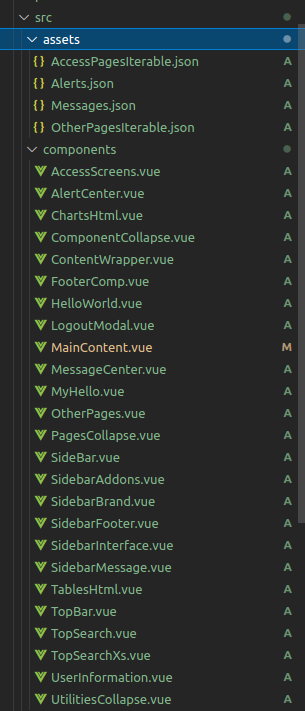 src
assets
{} AccessPagesIterable.json A
{} Alerts.json A
{} Messages.json A
{} OtherPagesIterable.json A
components
AccessScreens.vue A
AlertCenter.vue A
ChartsHtml.vue A
ComponentCollapse.vue A
ContentWrapper.vue A
FooterComp.vue A
HelloWorld.vue A
LogoutModal.vue A
MainContent.vue M
MessageCenter.vue A
MyHello.vue A
OtherPages.vue A
PagesCollapse.vue A
SideBar.vue A
SidebarAddons.vue A
SidebarBrand.vue A
SidebarFooter.vue A
SidebarInterface.vue A
SidebarMessage.vue A
TablesHtml.vue A
TopBar.vue A
TopSearch.vue A
TopSearchXs.vue A
UserInformation.vue A
UtilitiesCollapse.vue A